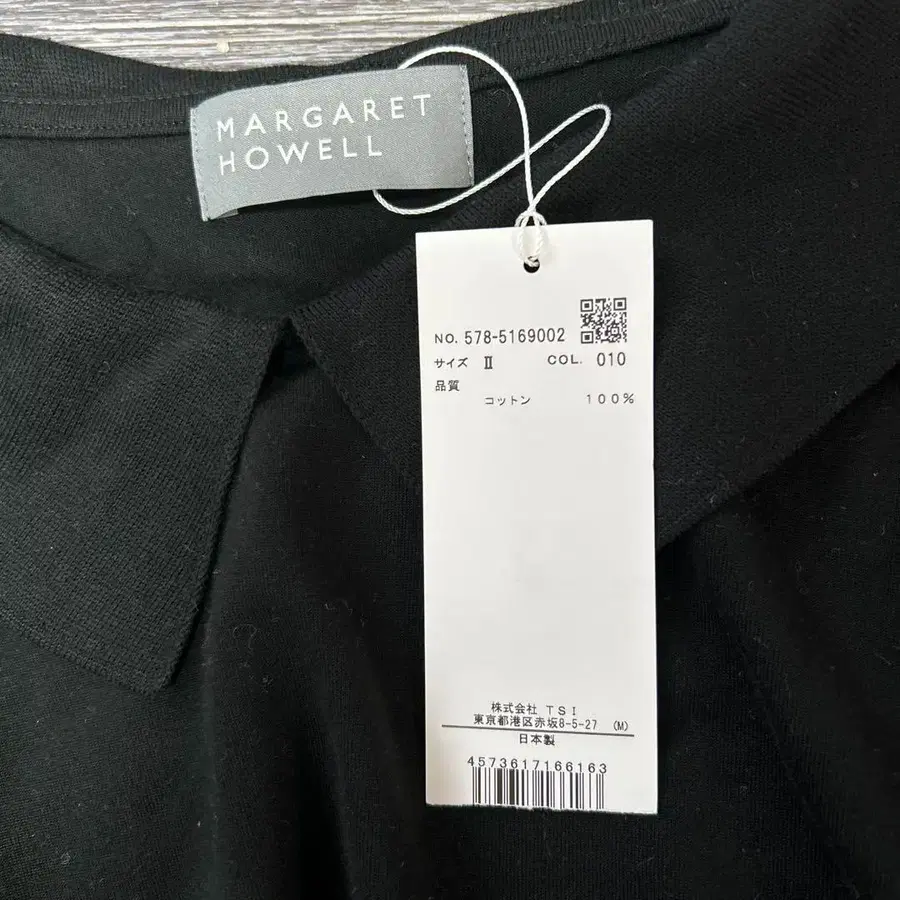 MARGARET
HOWELL
NO. 578-5169002
サイズ Ⅱ COL. 010
品質
コットン 100%
株式会社 TSI
東京都港区赤坂8-5-27 (M)
日本製
4573617166163